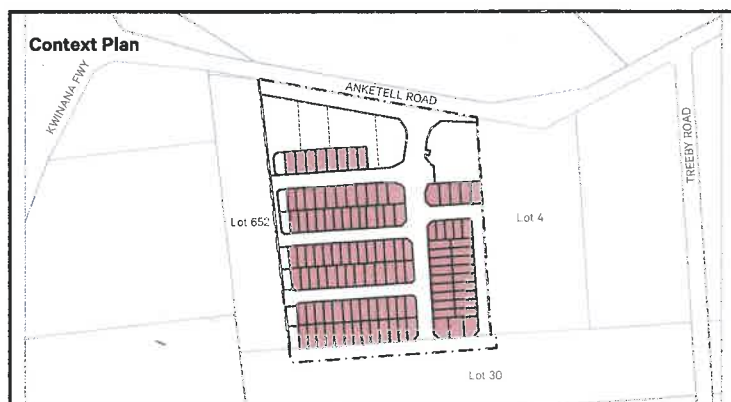 Context Plan
KWINANA FWY
ANKETELL ROAD
TREEBY ROAD
Lot 652
Lot 4
Lot 30